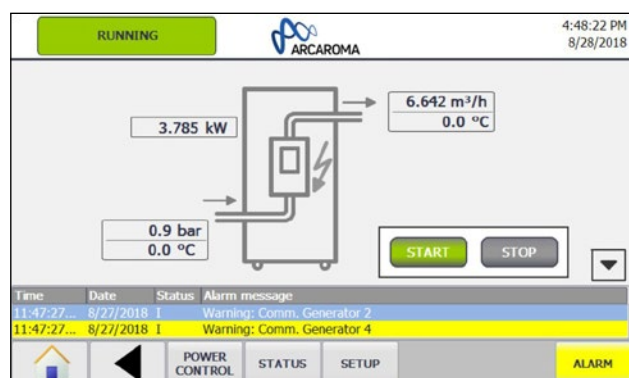 RUNNING
ARCAROMA
4:48:22 PM
8/28/2018
3.785 kW
6.642 m³/h
0.0 ºC
0.9 bar
0.0 ºC
START STOP
Time Date Status Alarm message
11:47:27... 8/27/2018 I Warning: Comm. Generator 2
11:47:27... 8/27/2018 I Warning: Comm. Generator 4
POWER
CONTROL
STATUS
SETUP
ALARM